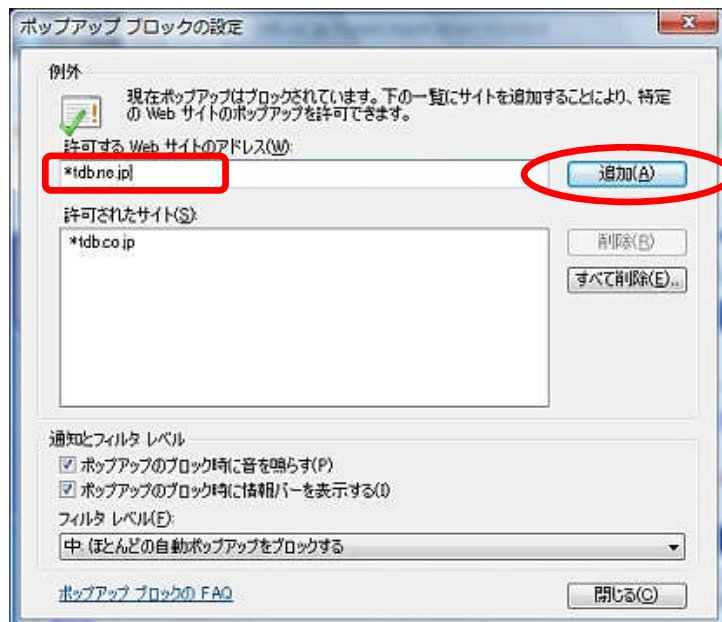 ポップアップ ブロックの設定
例外
現在ポップアップはブロックされています。下の一覧にサイトを追加することにより、特定
の Web サイトのポップアップを許可できます。
許可する Web サイトのアドレス(W):
*tdb.ne.jp
追加(A)
許可されたサイト(S):
*tdb.co.jp
削除(R)
すべて削除(E)...
通知とフィルタ レベル
ポップアップのブロック時に音を鳴らす(P)
ポップアップのブロック時に情報バーを表示する(I)
フィルタ レベル(F):
中: ほとんどの自動ポップアップをブロックする
ポップアップ ブロックの FAQ
閉じる(C)